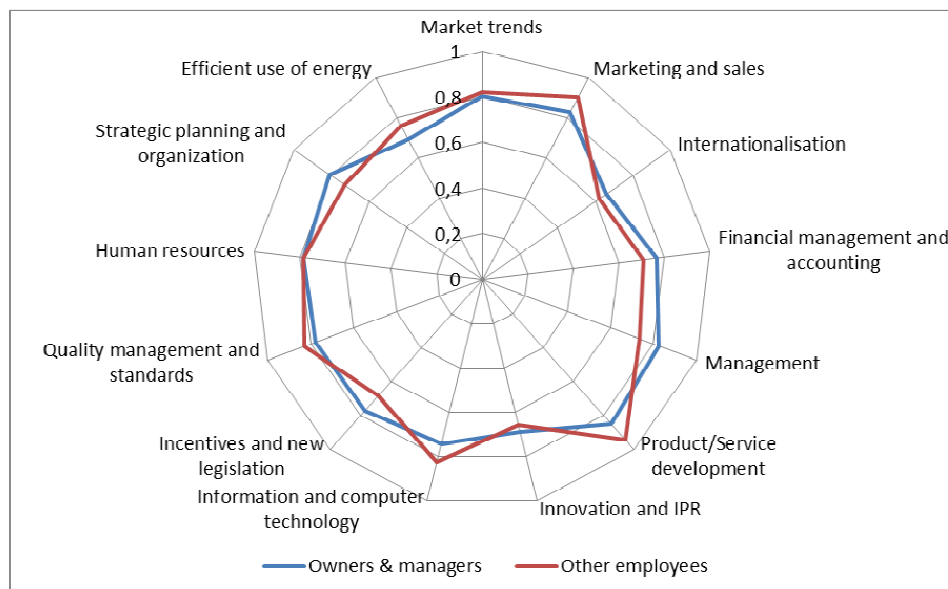 Market trends
1
Efficient use of energy
Marketing and sales
0,8
Strategic planning and
organization
Internationalisation
0,6
0,4
Human resources
Financial management and
accounting
0,2
0
Quality management and
standards
Management
Incentives and new
legislation
Product/Service
development
Information and computer
technology
Innovation and IPR
Owners & managers
Other employees